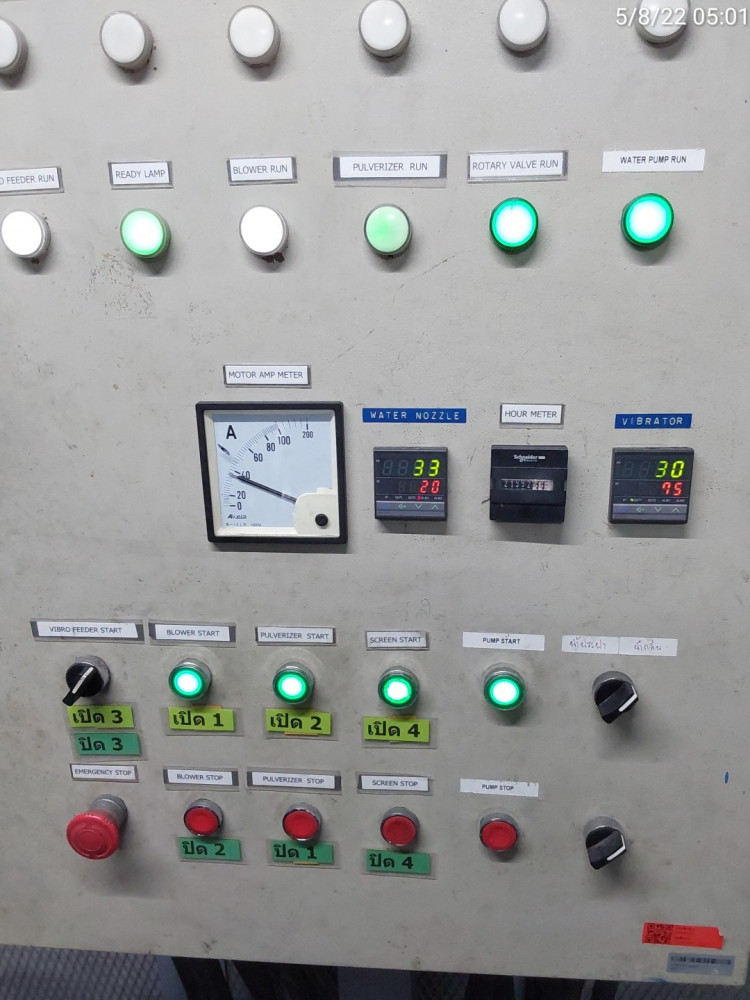 5/8/22 05:01
FEEDER RUN
READY LAMP
BLOWER RUN
PULVERIZER RUN
ROTARY VALVE RUN
WATER PUMP RUN
MOTOR AMP METER
WATER NOZZLE
HOUR METER
VIBRATOR
A
200
100
80
60
40
20
0
33
20
Schneider
30
75
VIBRO FEEDER START
BLOWER START
PULVERIZER START
SCREEN START
PUMP START
เปิด 3
เปิด 1
เปิด 2
เปิด 4
ปิด 3
EMERGENCY STOP
BLOWER STOP
PULVERIZER STOP
SCREEN STOP
PUMP STOP
ปิด 2
ปิด 1
ปิด 4